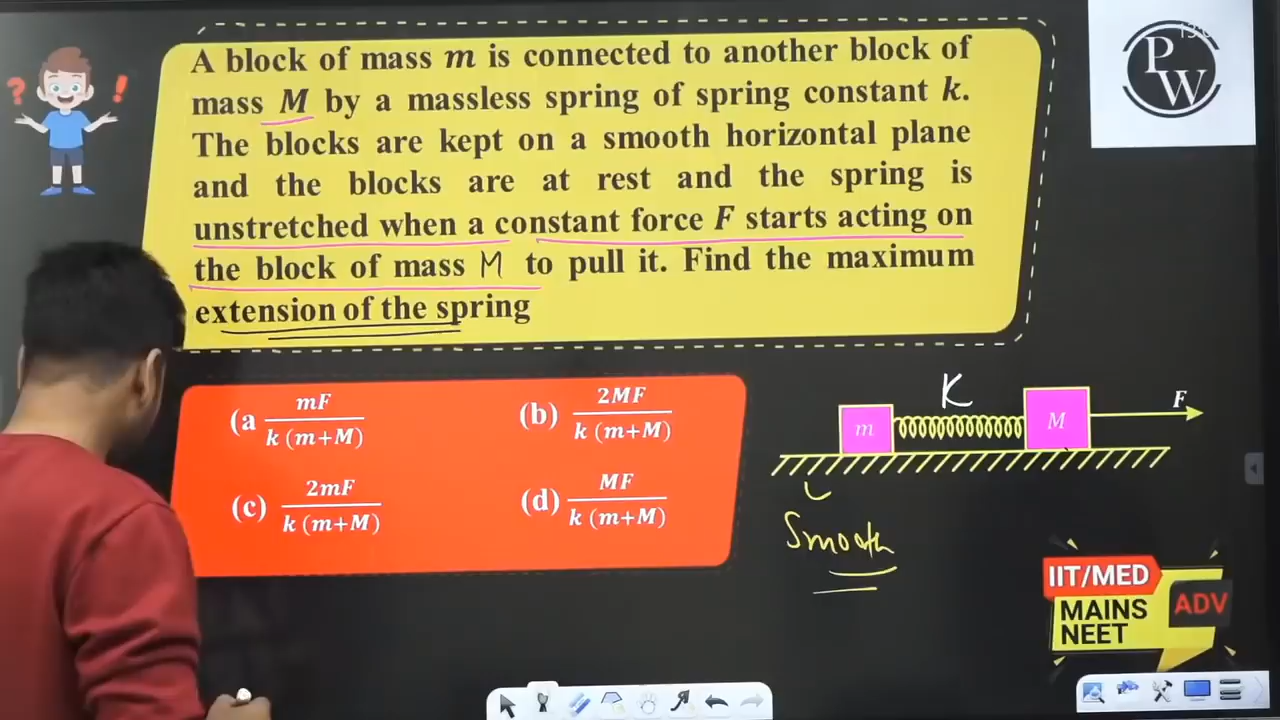 A block of mass m is connected to another block of
mass M by a massless spring of spring constant k.
The blocks are kept on a smooth horizontal plane
and the blocks are at rest and the spring is
unstretched when a constant force F starts acting on
the block of mass M to pull it. Find the maximum
extension of the spring
(a mF / k (m+M)
(b) 2MF / k (m+M)
(c) 2mF / k (m+M)
(d) MF / k (m+M)
K
m
M
F
Smooth
PW
IIT/MED
MAINS
NEET
ADV
? !